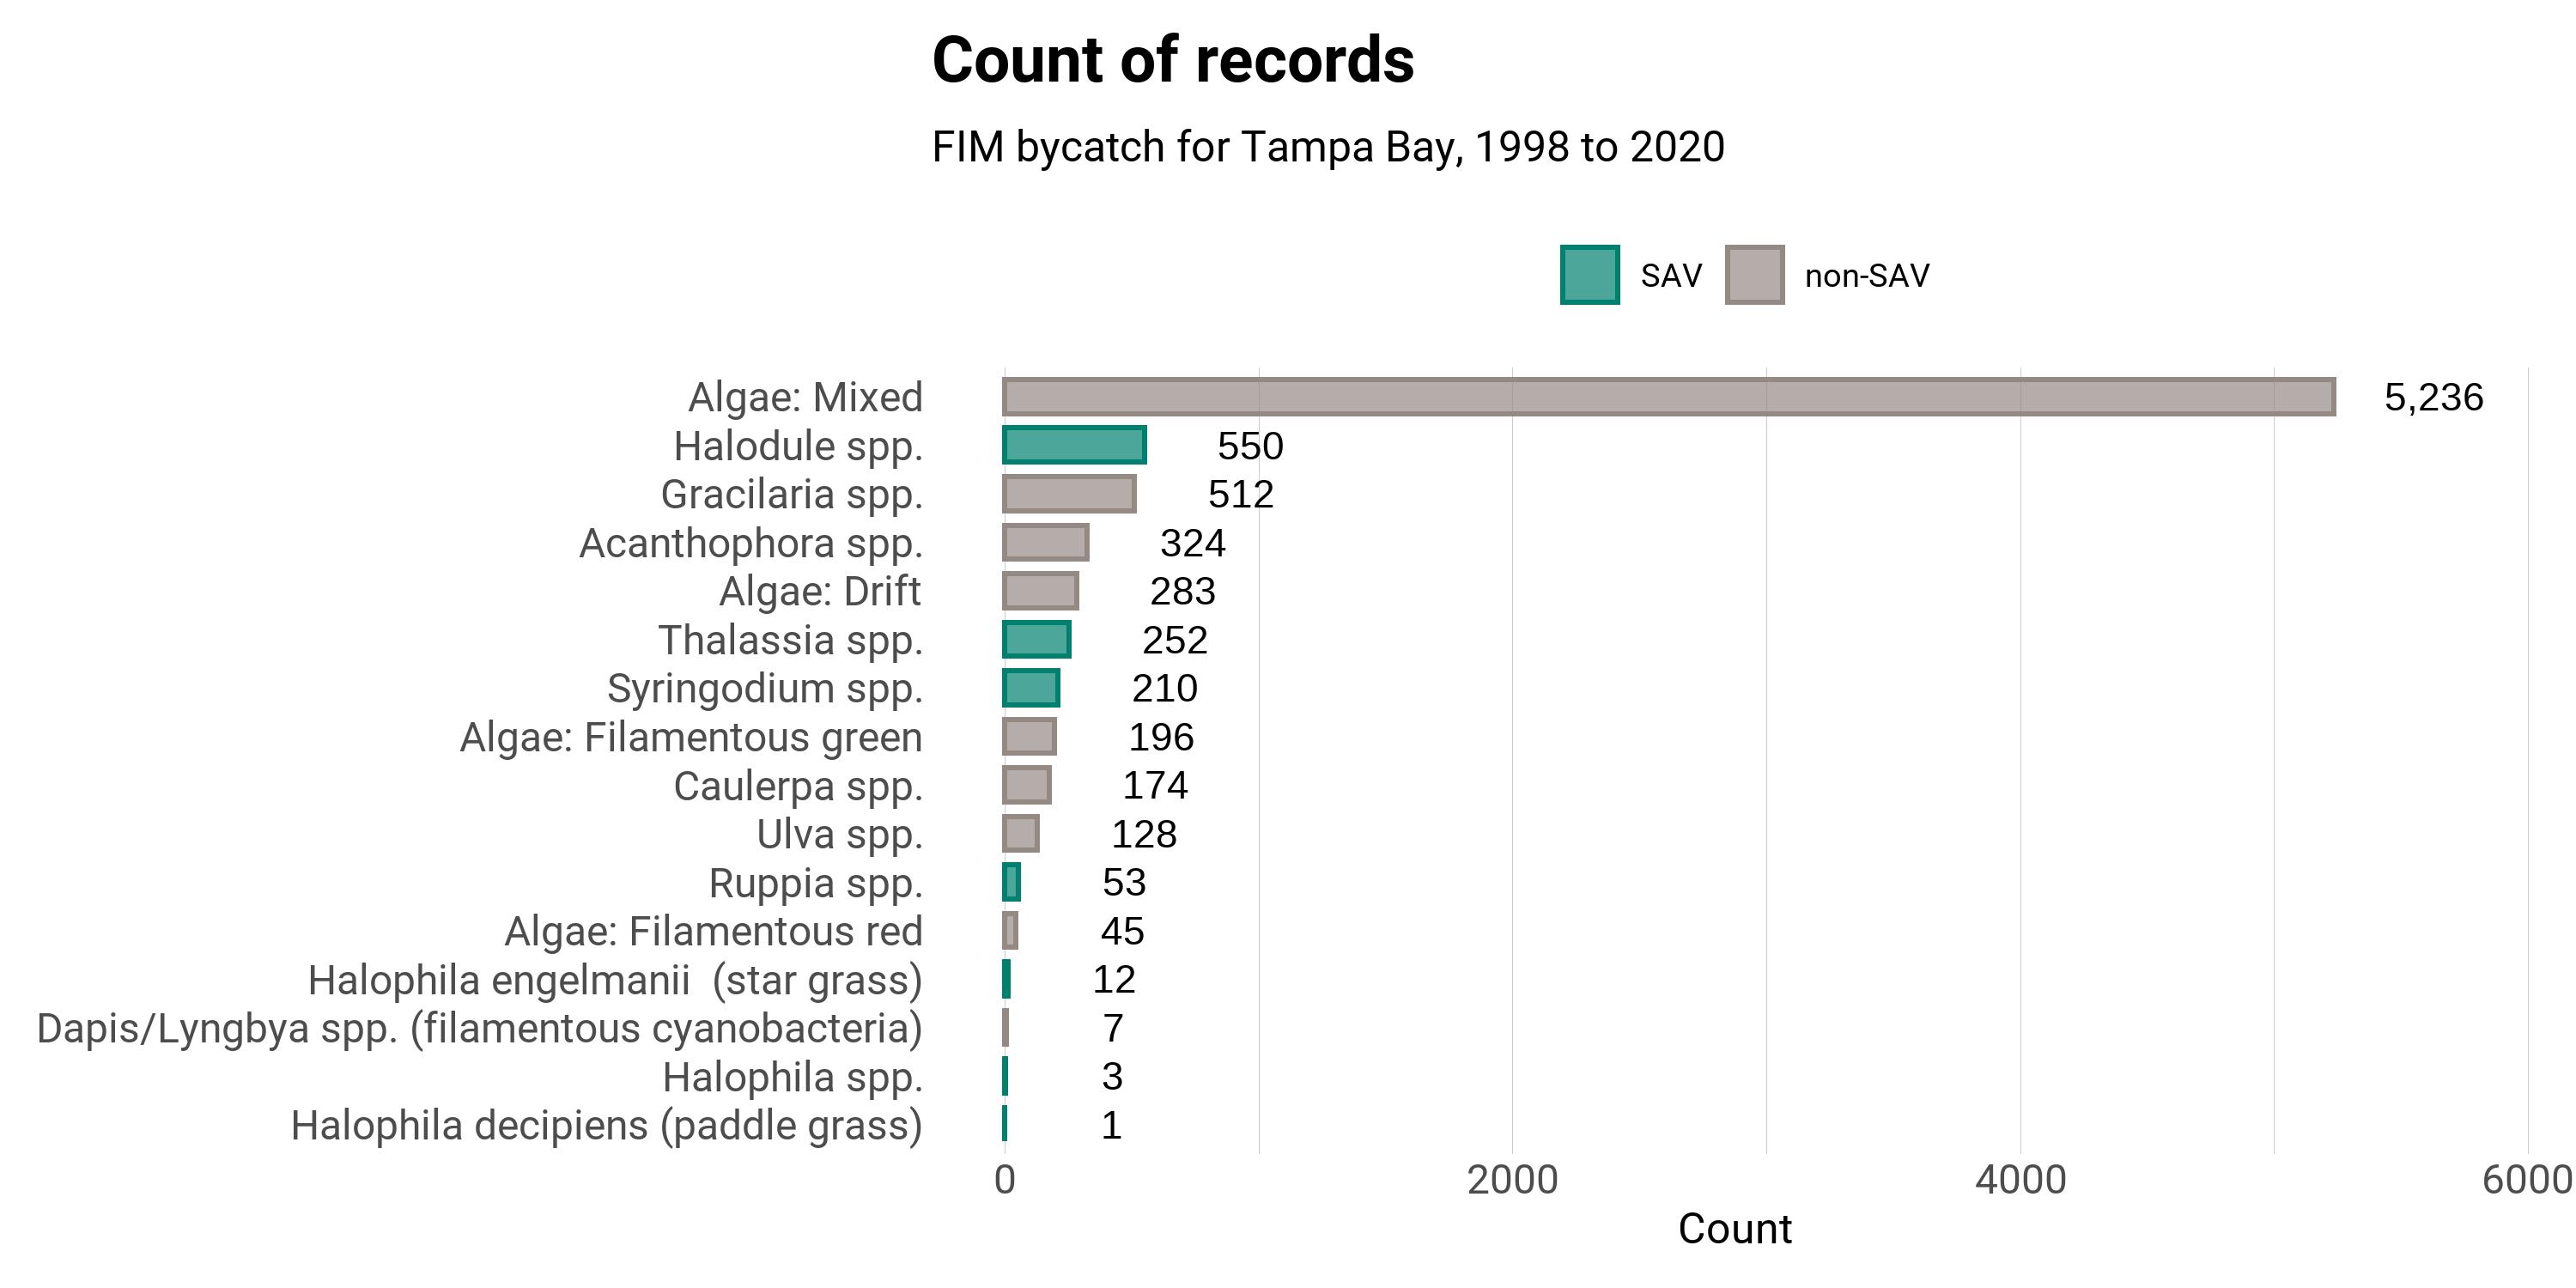 Count of records
FIM bycatch for Tampa Bay, 1998 to 2020
SAV non-SAV
Algae: Mixed 5,236
Halodule spp. 550
Gracilaria spp. 512
Acanthophora spp. 324
Algae: Drift 283
Thalassia spp. 252
Syringodium spp. 210
Algae: Filamentous green 196
Caulerpa spp. 174
Ulva spp. 128
Ruppia spp. 53
Algae: Filamentous red 45
Halophila engelmanii  (star grass) 12
Dapis/Lyngbya spp. (filamentous cyanobacteria) 7
Halophila spp. 3
Halophila decipiens (paddle grass) 1
0 2000 4000 6000
Count